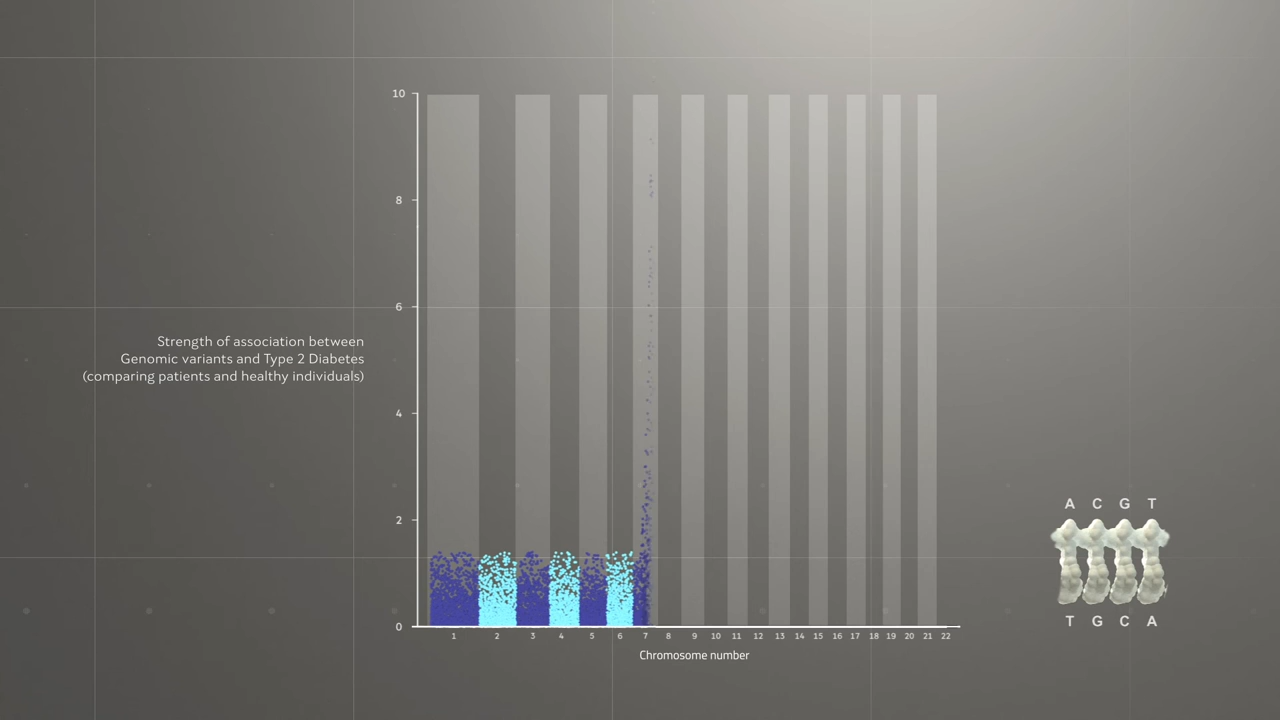 10
8
6
4
2
0
Strength of association between
Genomic variants and Type 2 Diabetes
(comparing patients and healthy individuals)
1 2 3 4 5 6 7 8 9 10 11 12 13 14 15 16 17 18 19 20 21 22
Chromosome number
A C G T
T G C A